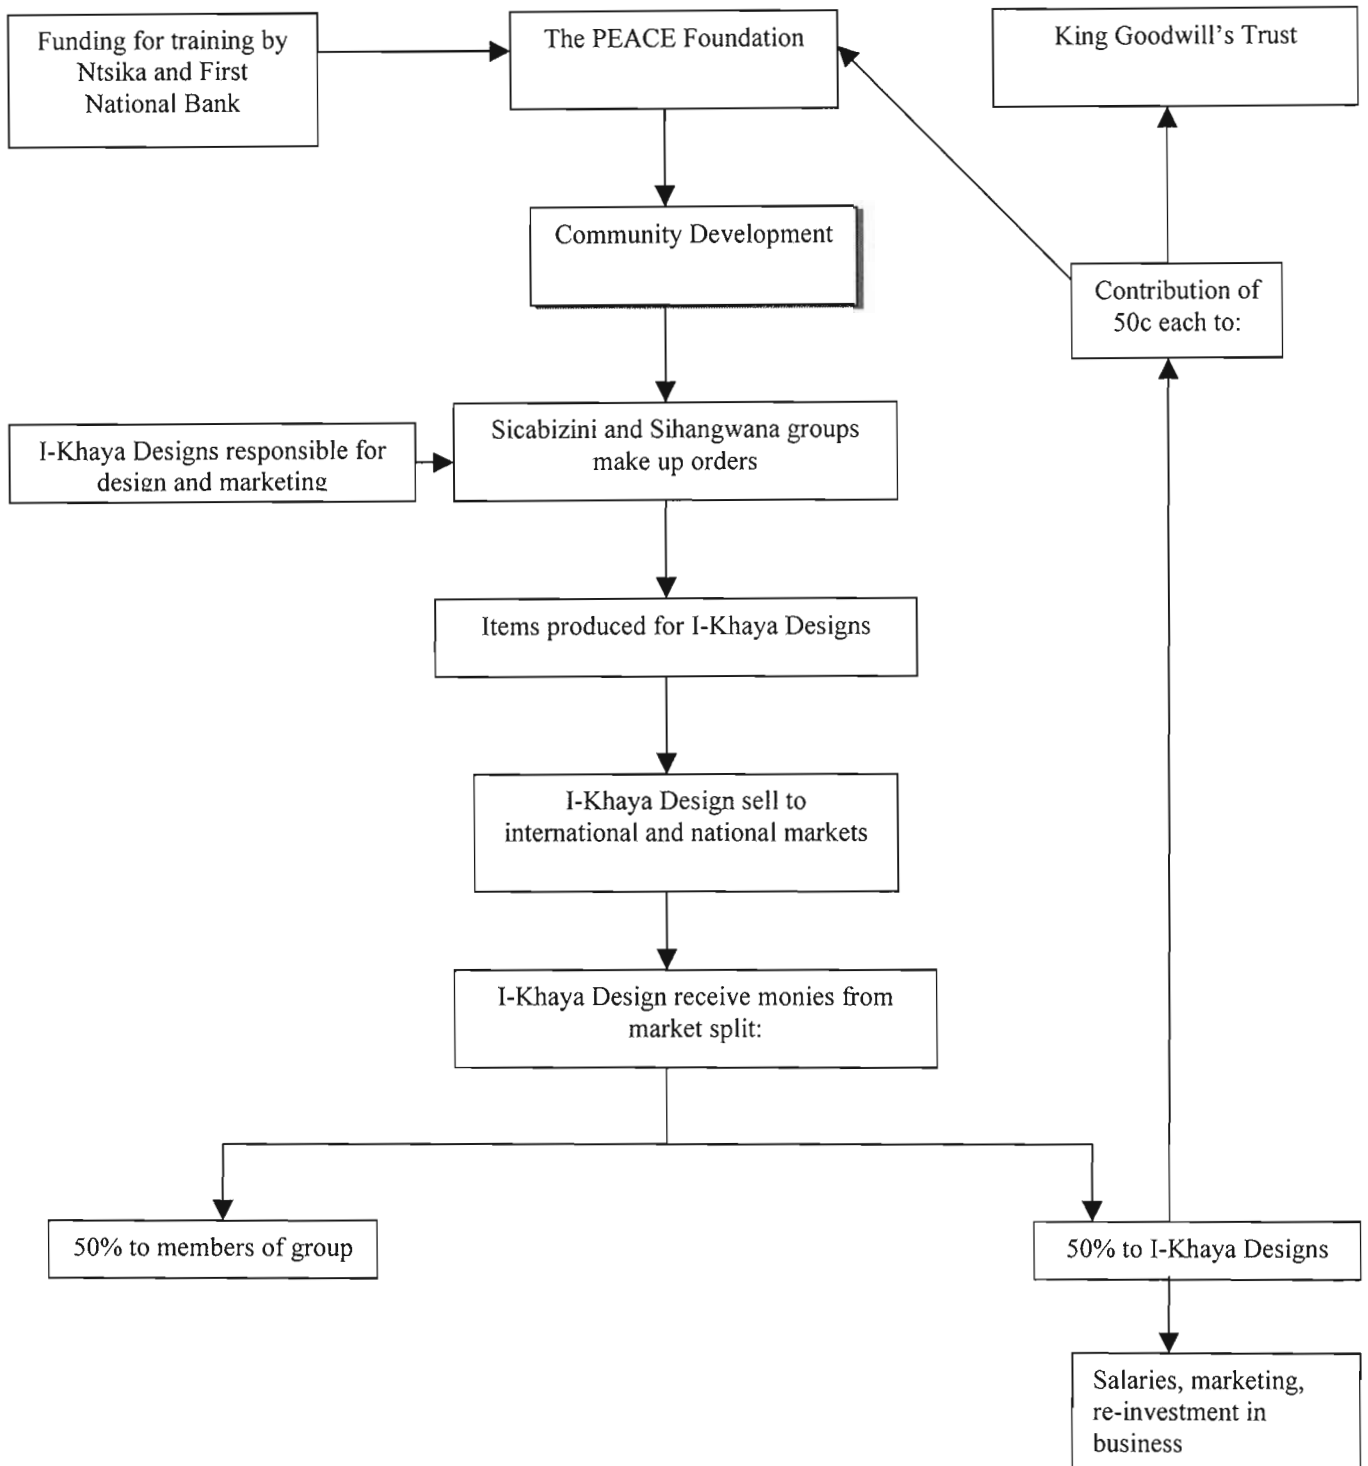 Funding for training by
Ntsika and First
National Bank
The PEACE Foundation
King Goodwill's Trust
Community Development
Contribution of
50c each to:
I-Khaya Designs responsible for
design and marketing
Sicabizini and Sihangwana groups
make up orders
Items produced for I-Khaya Designs
I-Khaya Design sell to
international and national markets
I-Khaya Design receive monies from
market split:
50% to members of group
50% to I-Khaya Designs
Salaries, marketing,
re-investment in
business